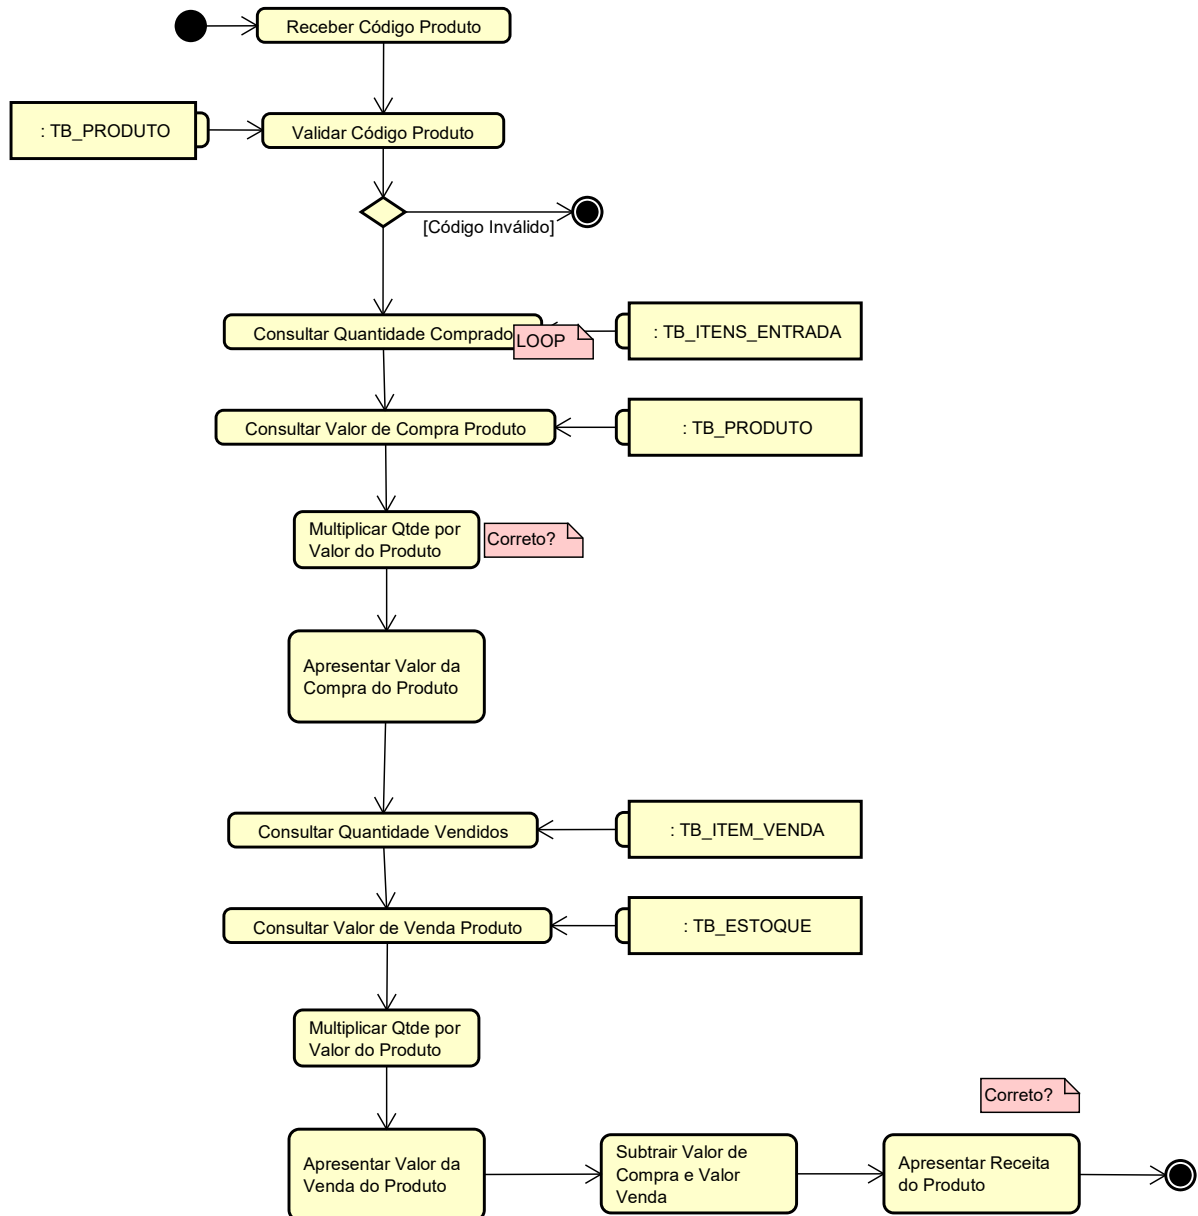 Receber Código Produto
: TB_PRODUTO
Validar Código Produto
[Código Inválido]
Consultar Quantidade Comprado
LOOP
: TB_ITENS_ENTRADA
Consultar Valor de Compra Produto
: TB_PRODUTO
Multiplicar Qtde por
Valor do Produto
Correto?
Apresentar Valor da
Compra do Produto
Consultar Quantidade Vendidos
: TB_ITEM_VENDA
Consultar Valor de Venda Produto
: TB_ESTOQUE
Multiplicar Qtde por
Valor do Produto
Correto?
Apresentar Valor da
Venda do Produto
Subtrair Valor de
Compra e Valor
Venda
Apresentar Receita
do Produto